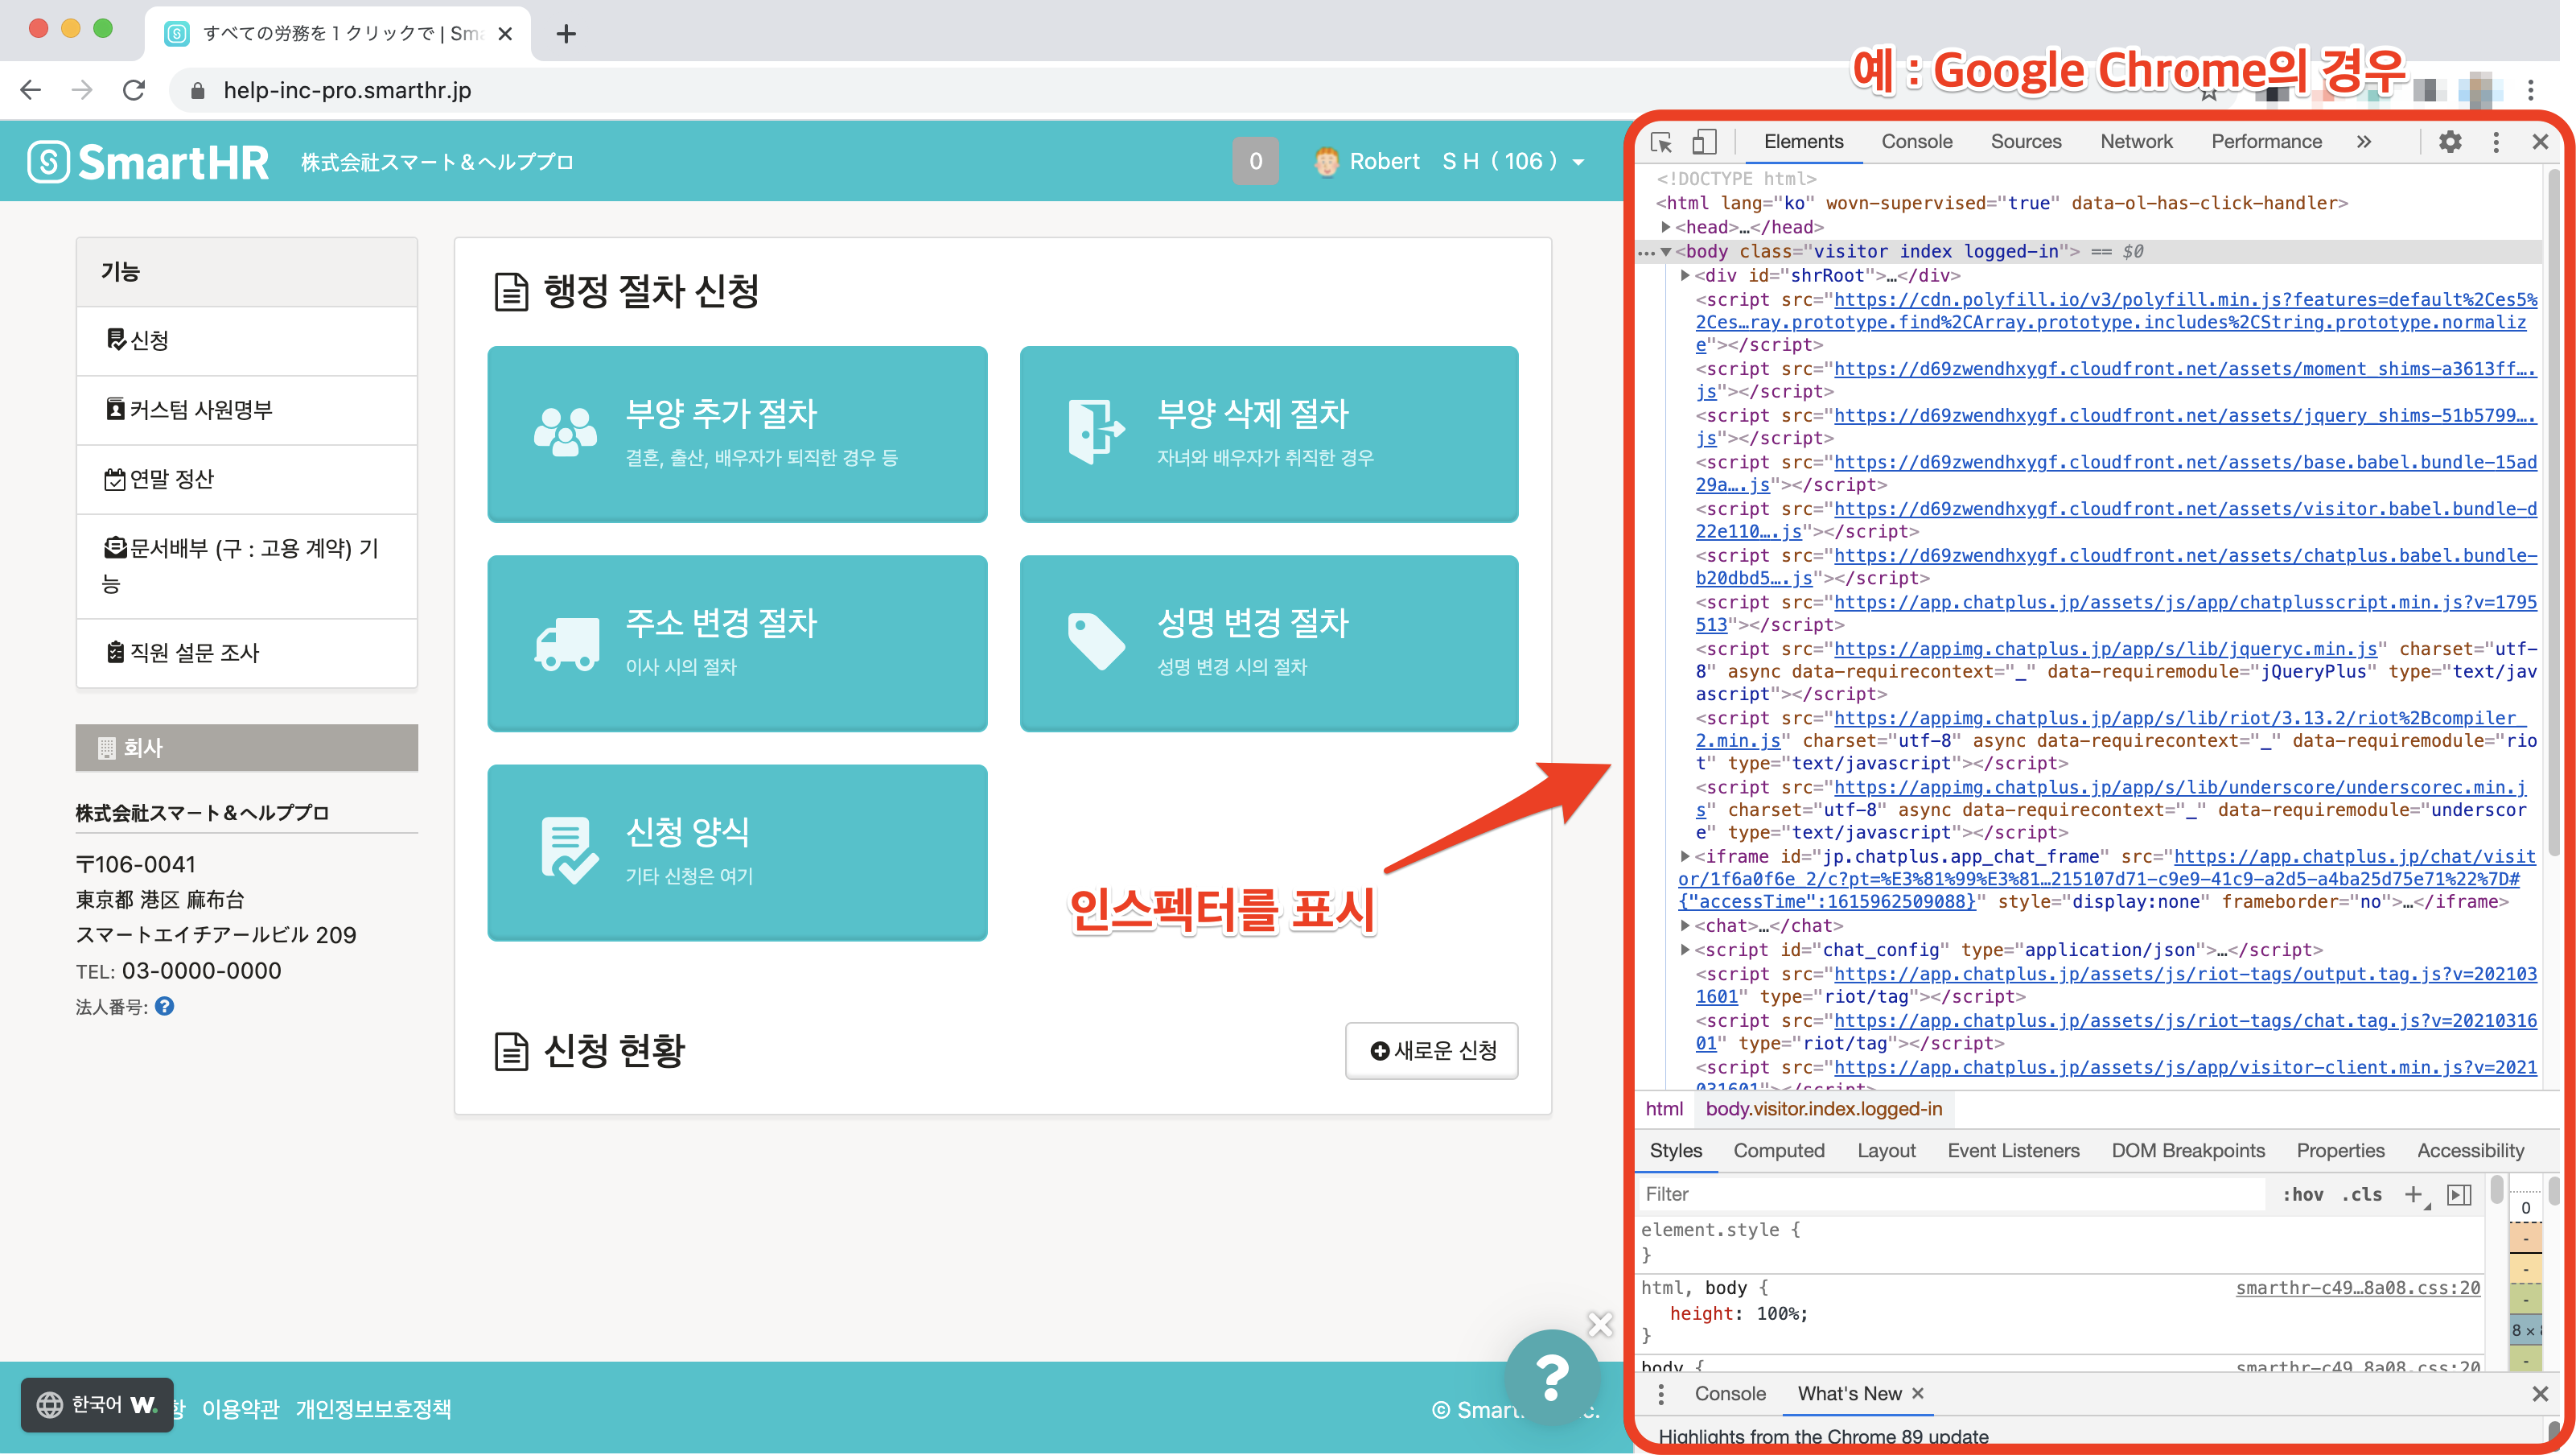 すべての労務を1クリックで | Sma
help-inc-pro.smarthr.jp
예 : Google Chrome의 경우
SmartHR
株式会社スマート＆ヘルププロ
0
Robert S H ( 106 )
기능
신청
커스텀 사원명부
연말 정산
문서배부 (구 : 고용 계약) 기
능
직원 설문 조사
회사
株式会社スマート＆ヘルププロ
〒106-0041
東京都 港区 麻布台
スマートエイチアールビル 209
TEL: 03-0000-0000
法人番号:
행정 절차 신청
부양 추가 절차
결혼, 출산, 배우자가 퇴직한 경우 등
부양 삭제 절차
자녀와 배우자가 취직한 경우
주소 변경 절차
이사 시의 절차
성명 변경 절차
성명 변경 시의 절차
신청 양식
기타 신청은 여기
인스펙터를 표시
신청 현황
새로운 신청
한국어 W.
항 이용약관 개인정보보호정책
© Smart
?
Elements Console Sources Network Performance »
<!DOCTYPE html>
<html lang="ko" wovn-supervised="true" data-ol-has-click-handler>
<head>…</head>
<body class="visitor index logged-in"> == $0
<div id="shrRoot">…</div>
<script src="https://cdn.polyfill.io/v3/polyfill.min.js?features=default%2Ces5%
2Ces…ray.prototype.find%2CArray.prototype.includes%2CString.prototype.normaliz
e"></script>
<script src="https://d69zwendhxygf.cloudfront.net/assets/moment_shims-a3613ff….
js"></script>
<script src="https://d69zwendhxygf.cloudfront.net/assets/jquery_shims-51b5799….
js"></script>
<script src="https://d69zwendhxygf.cloudfront.net/assets/base.babel.bundle-15ad
29a….js"></script>
<script src="https://d69zwendhxygf.cloudfront.net/assets/visitor.babel.bundle-d
22e110….js"></script>
<script src="https://d69zwendhxygf.cloudfront.net/assets/chatplus.babel.bundle-
b20dbd5….js"></script>
<script src="https://app.chatplus.jp/assets/js/app/chatplusscript.min.js?v=1795
513"></script>
<script src="https://appimg.chatplus.jp/app/s/lib/jqueryc.min.js" charset="utf-
8" async data-requirecontext="_" data-requiremodule="jQueryPlus" type="text/jav
ascript"></script>
<script src="https://appimg.chatplus.jp/app/s/lib/riot/3.13.2/riot%2Bcompiler_
2.min.js" charset="utf-8" async data-requirecontext="_" data-requiremodule="rio
t" type="text/javascript"></script>
<script src="https://appimg.chatplus.jp/app/s/lib/underscore/underscorec.min.j
s" charset="utf-8" async data-requirecontext="_" data-requiremodule="underscor
e" type="text/javascript"></script>
<iframe id="jp.chatplus.app_chat_frame" src="https://app.chatplus.jp/chat/visit
or/1f6a0f6e_2/c?pt=%E3%81%99%E3%81…215107d71-c9e9-41c9-a2d5-a4ba25d75e71%22%7D#
{"accessTime":1615962509088}" style="display:none" frameborder="no">…</iframe>
<chat>…</chat>
<script id="chat_config" type="application/json">…</script>
<script src="https://app.chatplus.jp/assets/js/riot-tags/output.tag.js?v=202103
1601" type="riot/tag"></script>
<script src="https://app.chatplus.jp/assets/js/riot-tags/chat.tag.js?v=20210316
01" type="riot/tag"></script>
<script src="https://app.chatplus.jp/assets/js/app/visitor-client.min.js?v=2021
031601"></script>
html body.visitor.index.logged-in
Styles Computed Layout Event Listeners DOM Breakpoints Properties Accessibility
Filter :hov .cls +
0
element.style {
}
html, body { smarthr-c49…8a08.css:20
height: 100%;
}
8 ×
body { smarthr-c49…8a08.css:20
Console What's New ×
Highlights from the Chrome 89 update